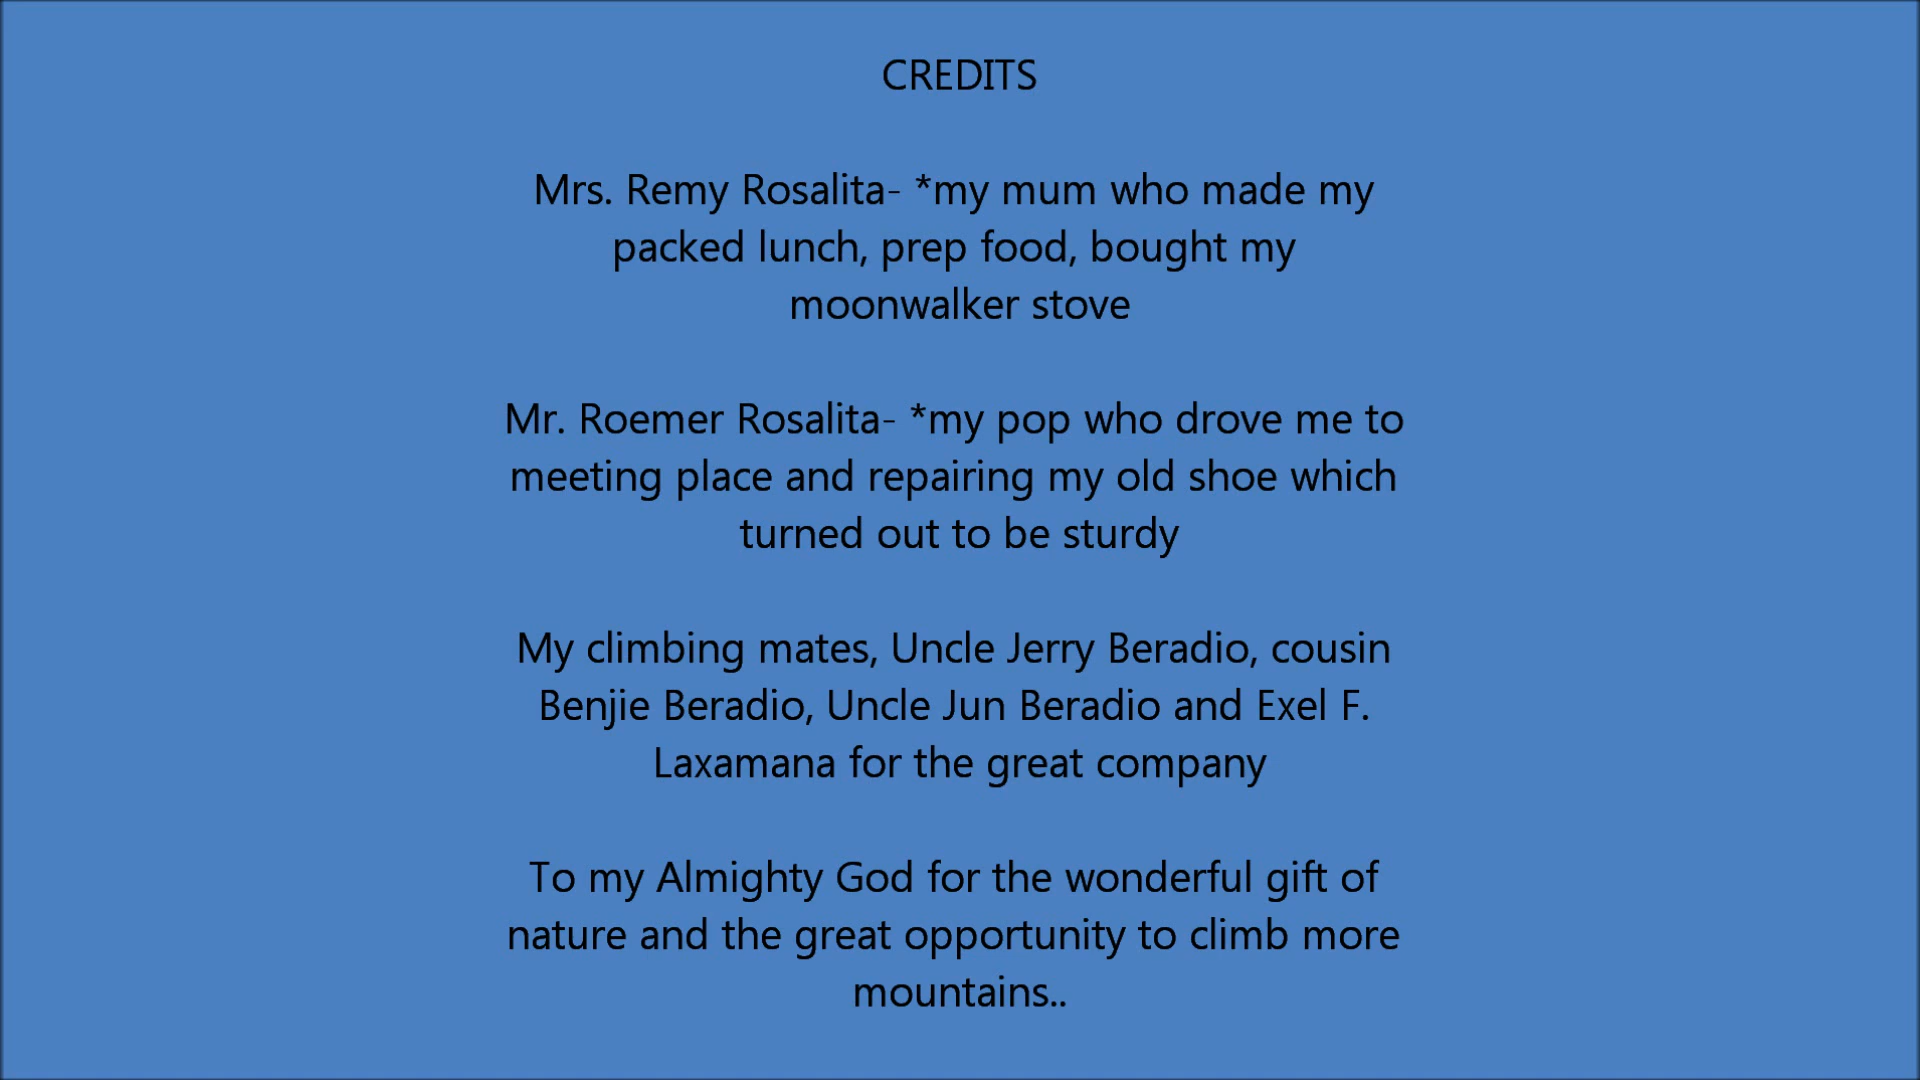 CREDITS
Mrs. Remy Rosalita- *my mum who made my
packed lunch, prep food, bought my
moonwalker stove
Mr. Roemer Rosalita- *my pop who drove me to
meeting place and repairing my old shoe which
turned out to be sturdy
My climbing mates, Uncle Jerry Beradio, cousin
Benjie Beradio, Uncle Jun Beradio and Exel F.
Laxamana for the great company
To my Almighty God for the wonderful gift of
nature and the great opportunity to climb more
mountains..